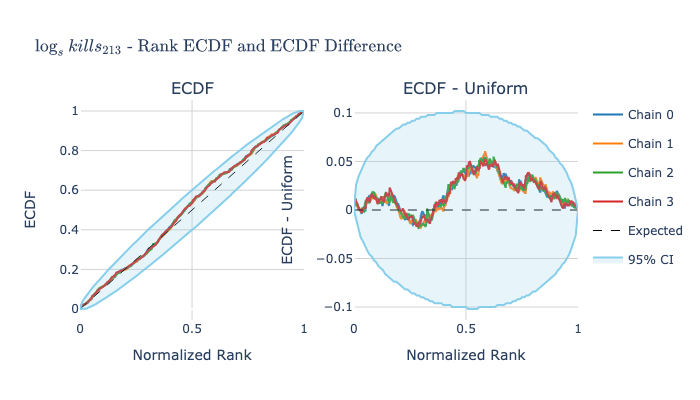 log_s kills_213 - Rank ECDF and ECDF Difference
ECDF
ECDF
1
0.8
0.6
0.4
0.2
0
0
0.5
1
Normalized Rank
ECDF - Uniform
ECDF - Uniform
0.1
0.05
0
−0.05
−0.1
0
0.5
1
Normalized Rank
Chain 0
Chain 1
Chain 2
Chain 3
Expected
95% CI